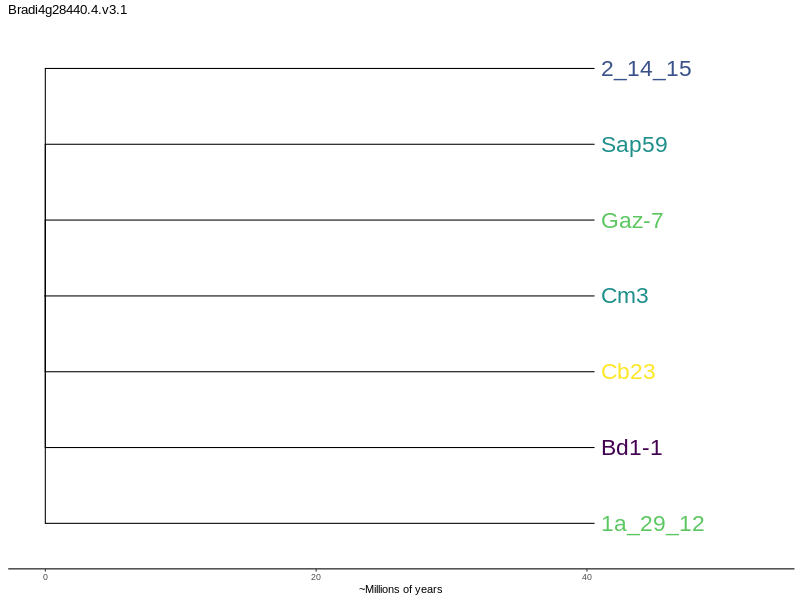 Bradi4g28440.4.v3.1
2_14_15
Sap59
Gaz-7
Cm3
Cb23
Bd1-1
1a_29_12
0 20 40
~Millions of years